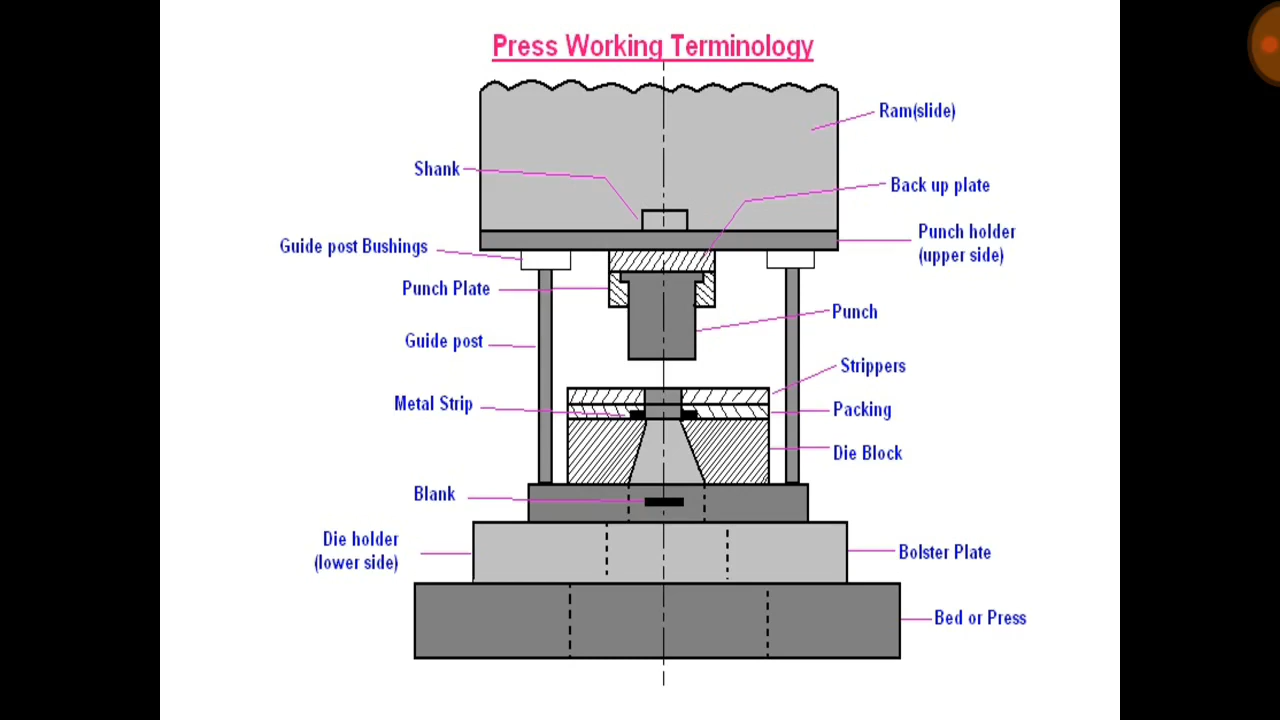 Press Working Terminology
Ram(slide)
Shank
Back up plate
Punch holder
(upper side)
Guide post Bushings
Punch Plate
Punch
Guide post
Strippers
Metal Strip
Packing
Die Block
Blank
Die holder
(lower side)
Bolster Plate
Bed or Press